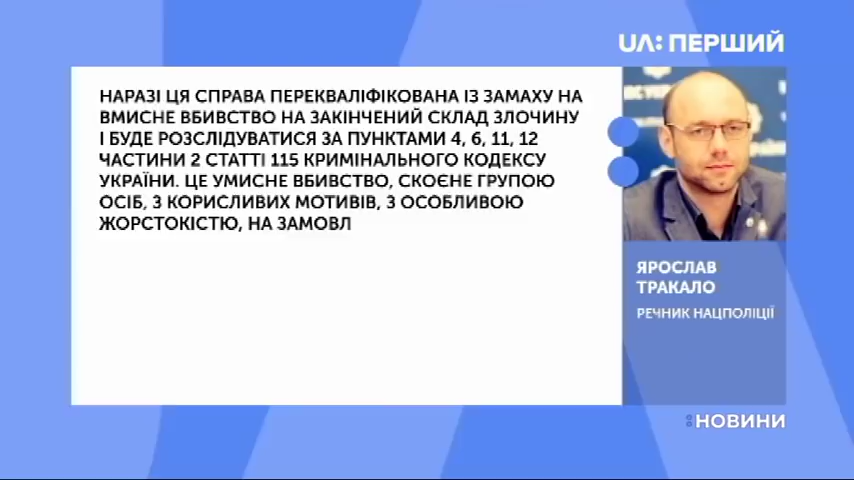 UA: ПЕРШИЙ
НАРАЗІ ЦЯ СПРАВА ПЕРЕКВАЛІФІКОВАНА ІЗ ЗАМАХУ НА
ВМИСНЕ ВБИВСТВО НА ЗАКІНЧЕНИЙ СКЛАД ЗЛОЧИНУ
І БУДЕ РОЗСЛІДУВАТИСЯ ЗА ПУНКТАМИ 4, 6, 11, 12
ЧАСТИНИ 2 СТАТТІ 115 КРИМІНАЛЬНОГО КОДЕКСУ
УКРАЇНИ. ЦЕ УМИСНЕ ВБИВСТВО, СКОЄНЕ ГРУПОЮ
ОСІБ, З КОРИСЛИВИХ МОТИВІВ, З ОСОБЛИВОЮ
ЖОРСТОКІСТЮ, НА ЗАМОВЛ
ЯРОСЛАВ
ТРАКАЛО
РЕЧНИК НАЦПОЛІЦІЇ
НОВИНИ